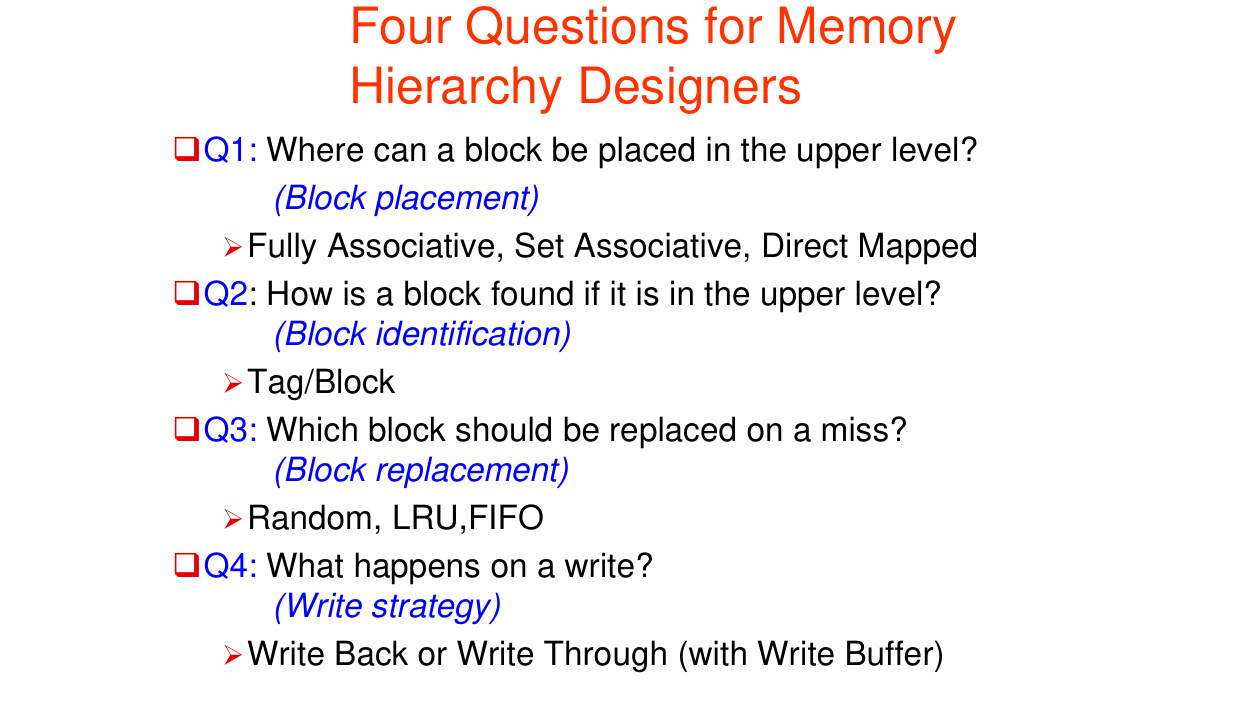 Four Questions for Memory
Hierarchy Designers
Q1: Where can a block be placed in the upper level?
(Block placement)
Fully Associative, Set Associative, Direct Mapped
Q2: How is a block found if it is in the upper level?
(Block identification)
Tag/Block
Q3: Which block should be replaced on a miss?
(Block replacement)
Random, LRU,FIFO
Q4: What happens on a write?
(Write strategy)
Write Back or Write Through (with Write Buffer)